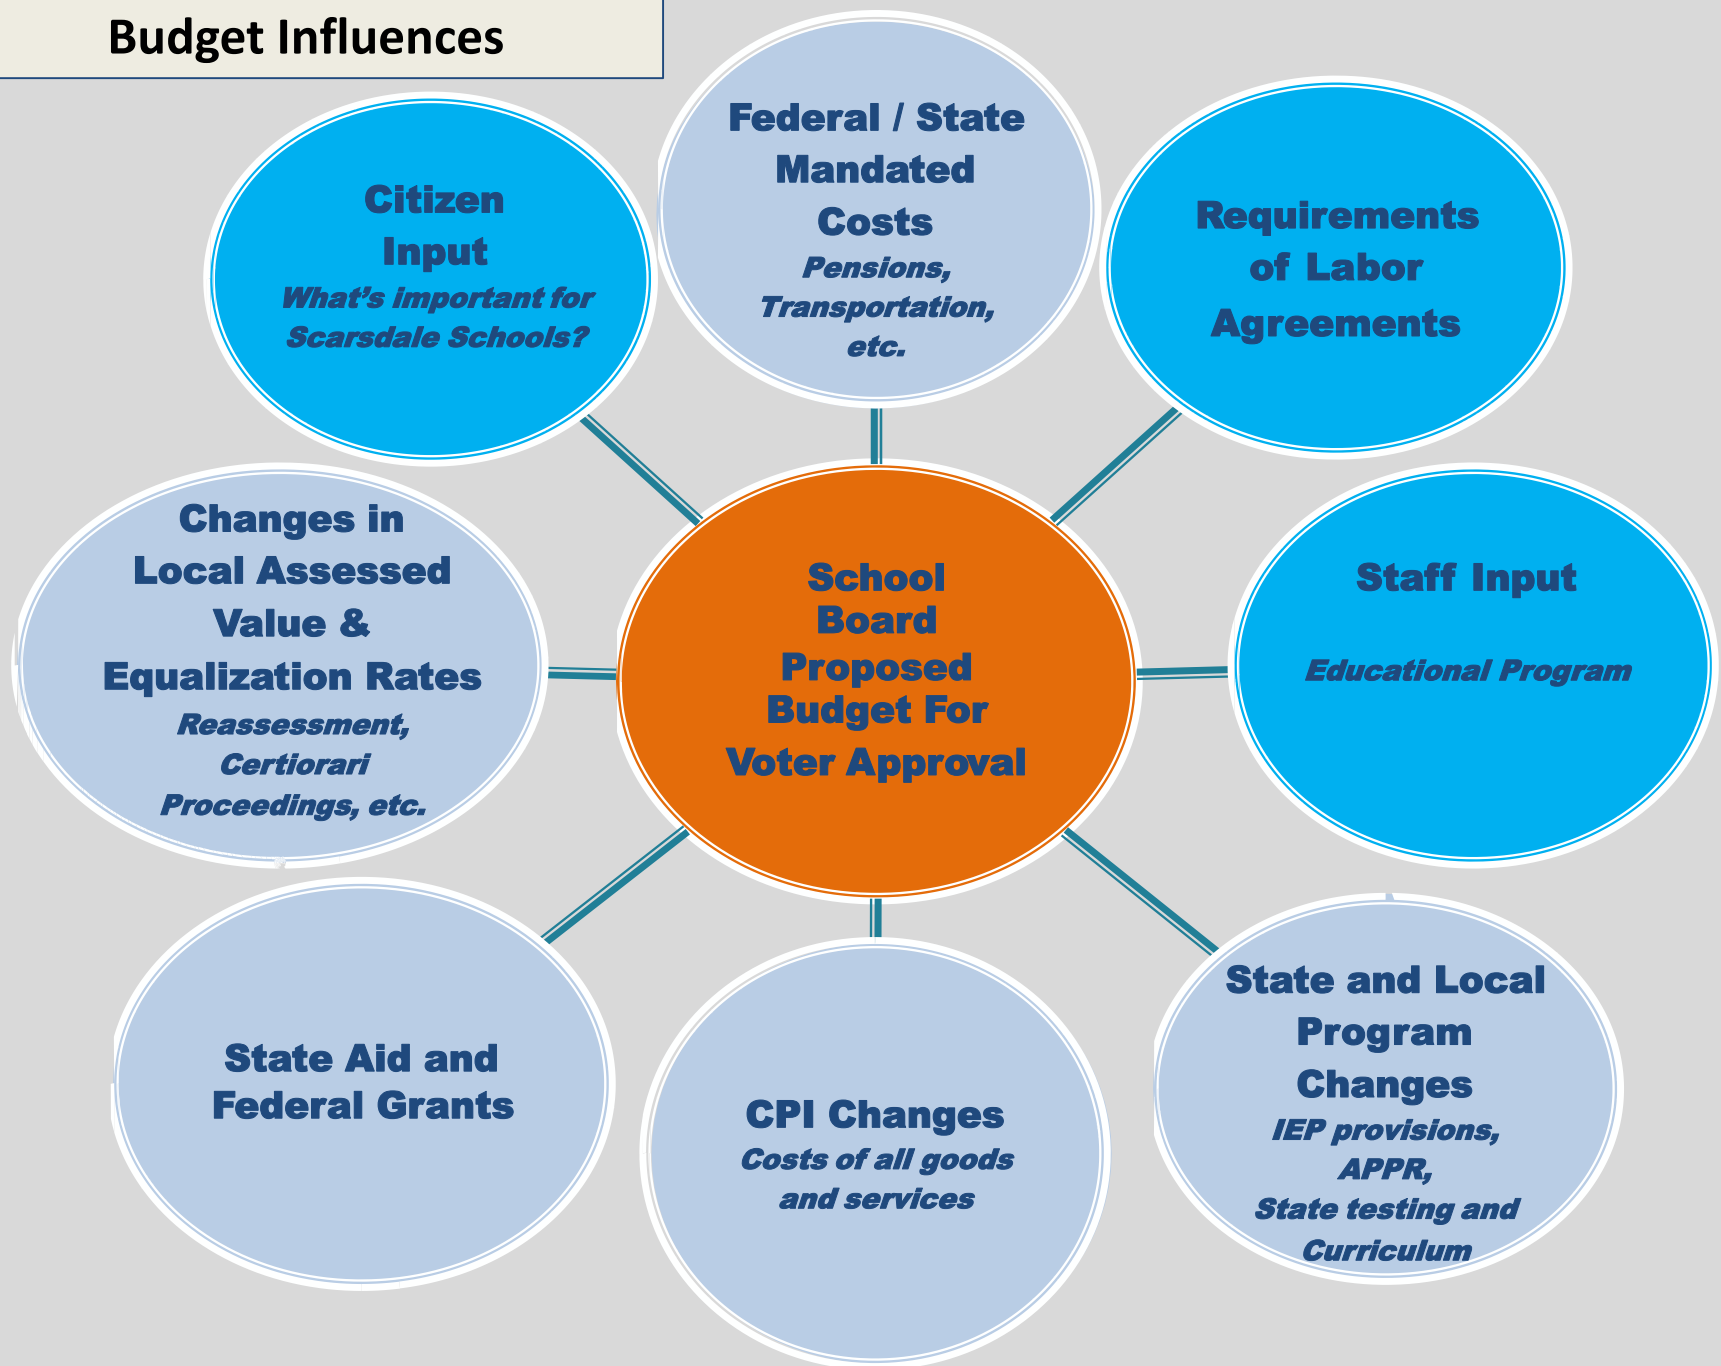 Budget Influences
Federal / State
Mandated
Costs
Pensions,
Transportation,
etc.
Citizen
Input
What's important for
Scarsdale Schools?
Requirements
of Labor
Agreements
Changes in
Local Assessed
Value &
Equalization Rates
Reassessment,
Certiorari
Proceedings, etc.
School
Board
Proposed
Budget For
Voter Approval
Staff Input
Educational Program
State Aid and
Federal Grants
CPI Changes
Costs of all goods
and services
State and Local
Program
Changes
IEP provisions,
APPR,
State testing and
Curriculum